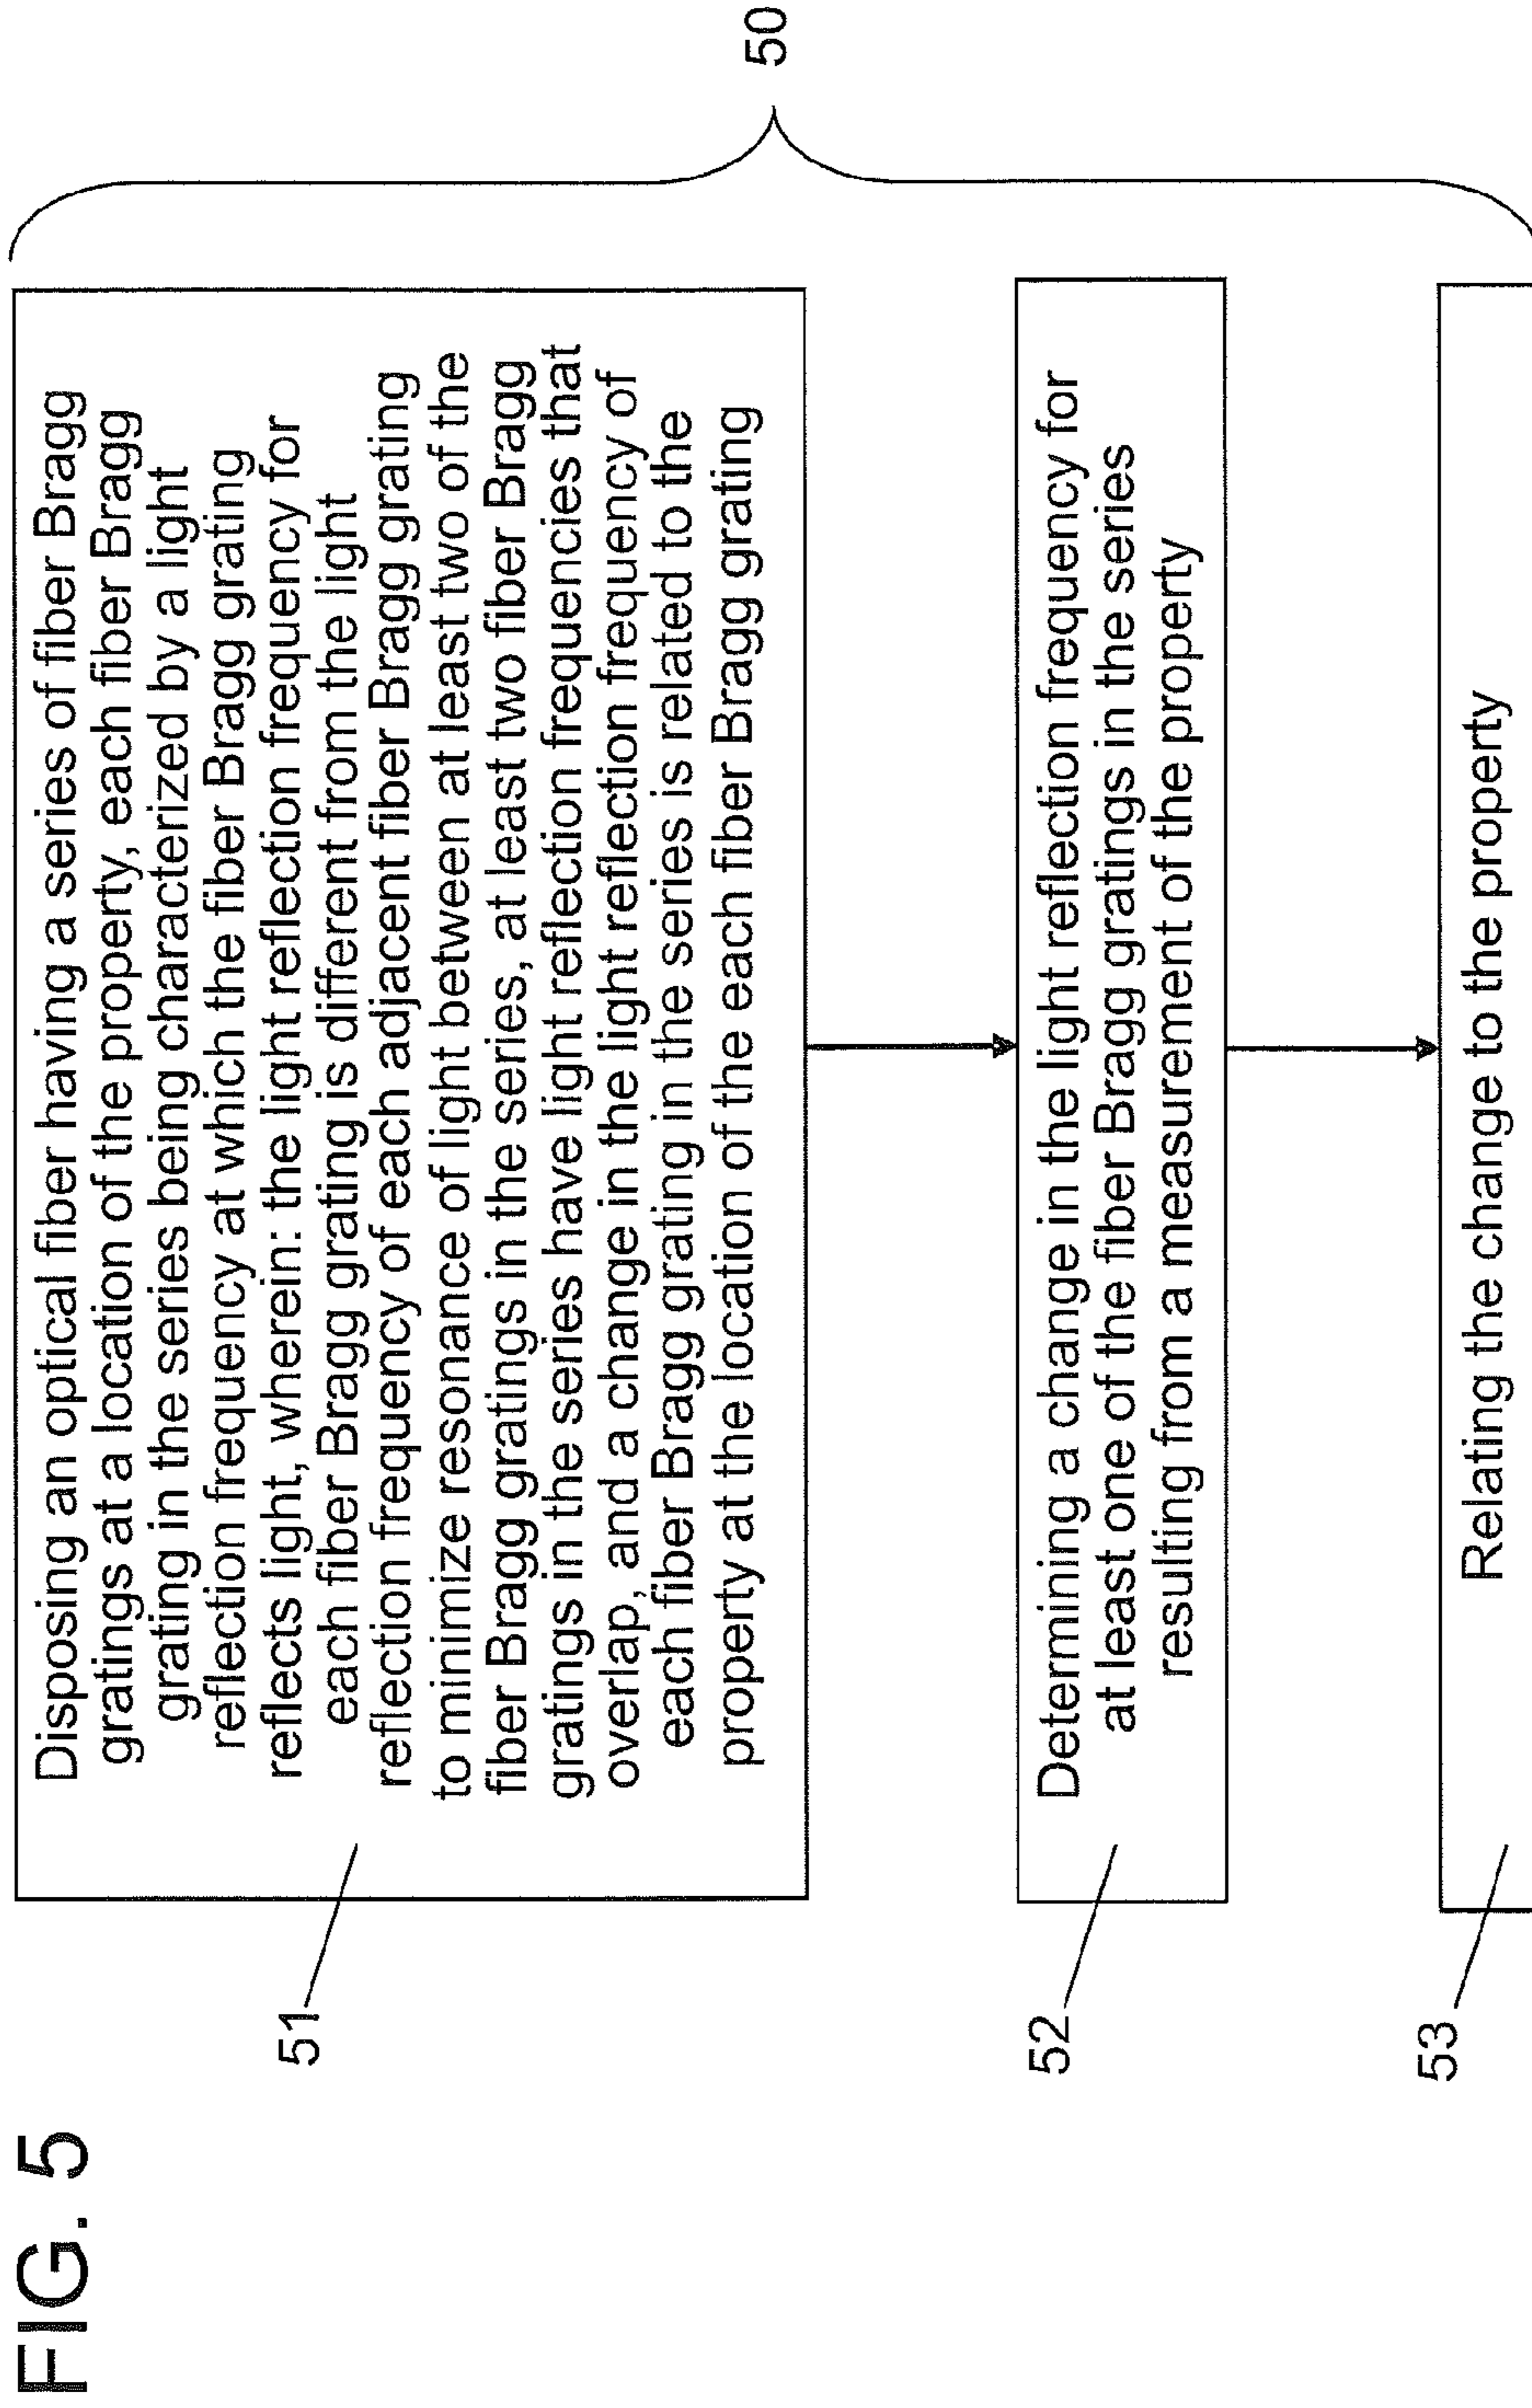 FIG. 5
50
51
Disposing an optical fiber having a series of fiber Bragg
gratings at a location of the property, each fiber Bragg
grating in the series being characterized by a light
reflection frequency at which the fiber Bragg grating
reflects light, wherein: the light reflection frequency for
each fiber Bragg grating is different from the light
reflection frequency of each adjacent fiber Bragg grating
to minimize resonance of light between at least two of the
fiber Bragg gratings in the series, at least two fiber Bragg
gratings in the series have light reflection frequencies that
overlap, and a change in the light reflection frequency of
each fiber Bragg grating in the series is related to the
property at the location of the each fiber Bragg grating
52
Determining a change in the light reflection frequency for
at least one of the fiber Bragg gratings in the series
resulting from a measurement of the property
53
Relating the change to the property